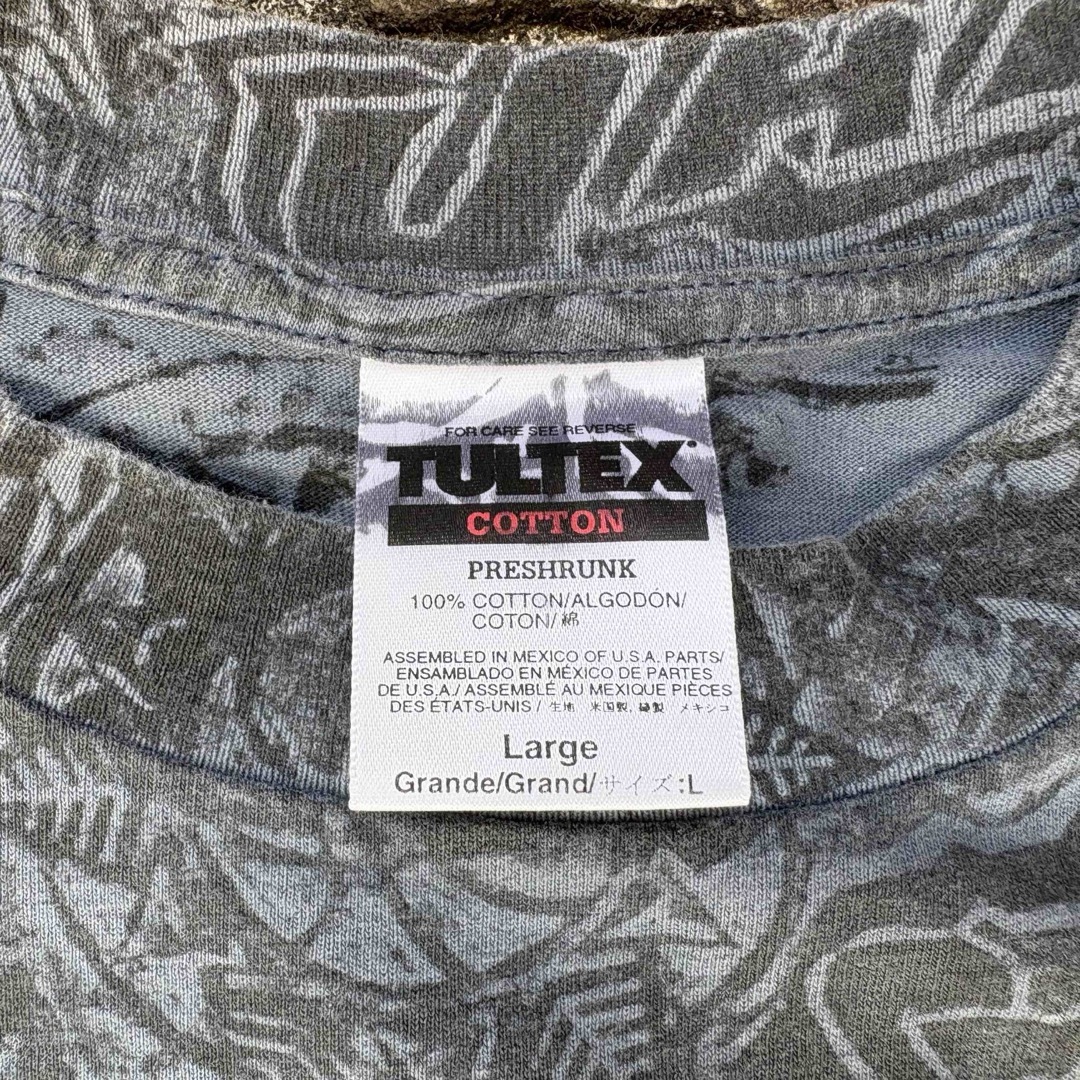 FOR CARE SEE REVERSE
TULTEX
COTTON
PRESHRUNK
100% COTTON/ALGODÓN/
COTON/綿
ASSEMBLED IN MEXICO OF U.S.A. PARTS/
ENSAMBLADO EN MÉXICO DE PARTES
DE U.S.A./ASSEMBLÉ AU MEXIQUE PIÈCES
DES ÉTATS-UNIS/生地 米国製, 縫製 メキシコ
Large
Grande/Grand/サイズ:L